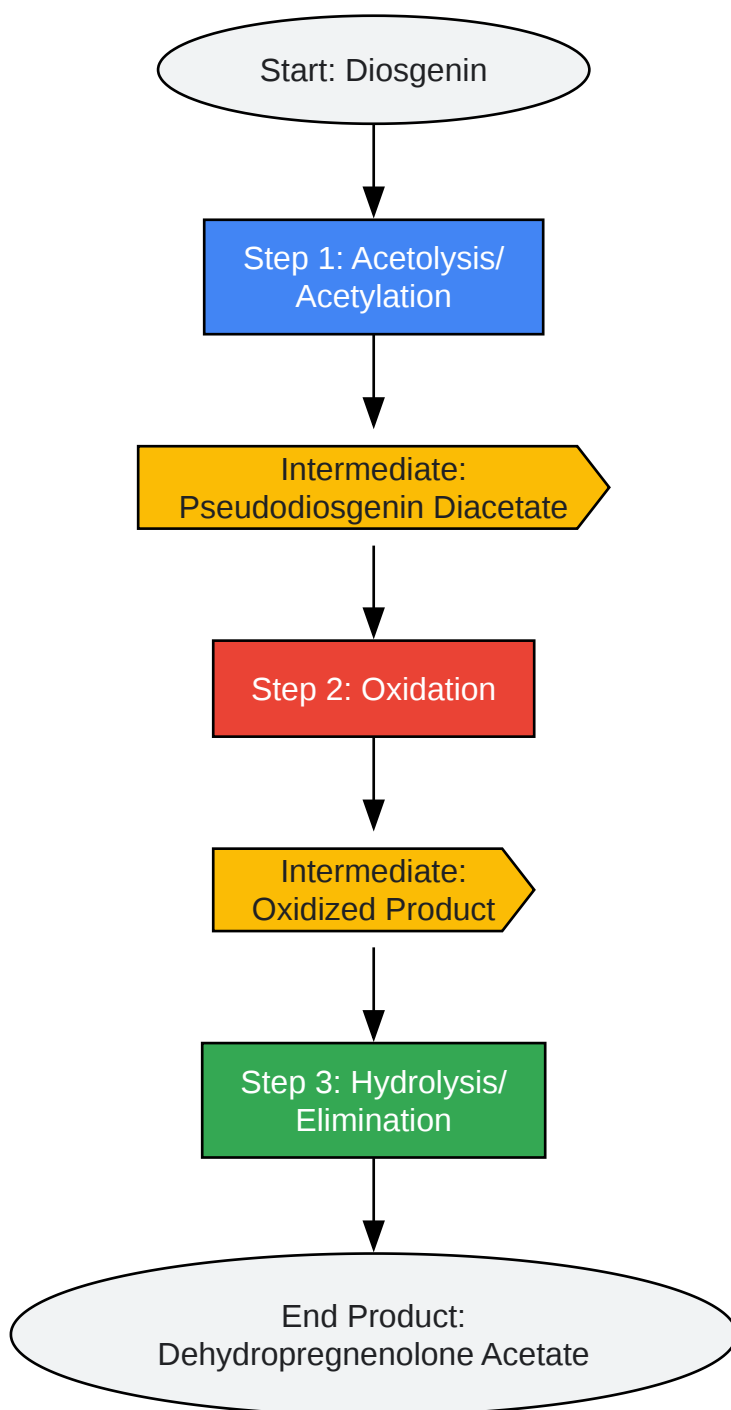 Start: Diosgenin
Step 1: Acetolysis/
Acetylation
Intermediate:
Pseudodiosgenin Diacetate
Step 2: Oxidation
Intermediate:
Oxidized Product
Step 3: Hydrolysis/
Elimination
End Product:
Dehydropregnenolone Acetate